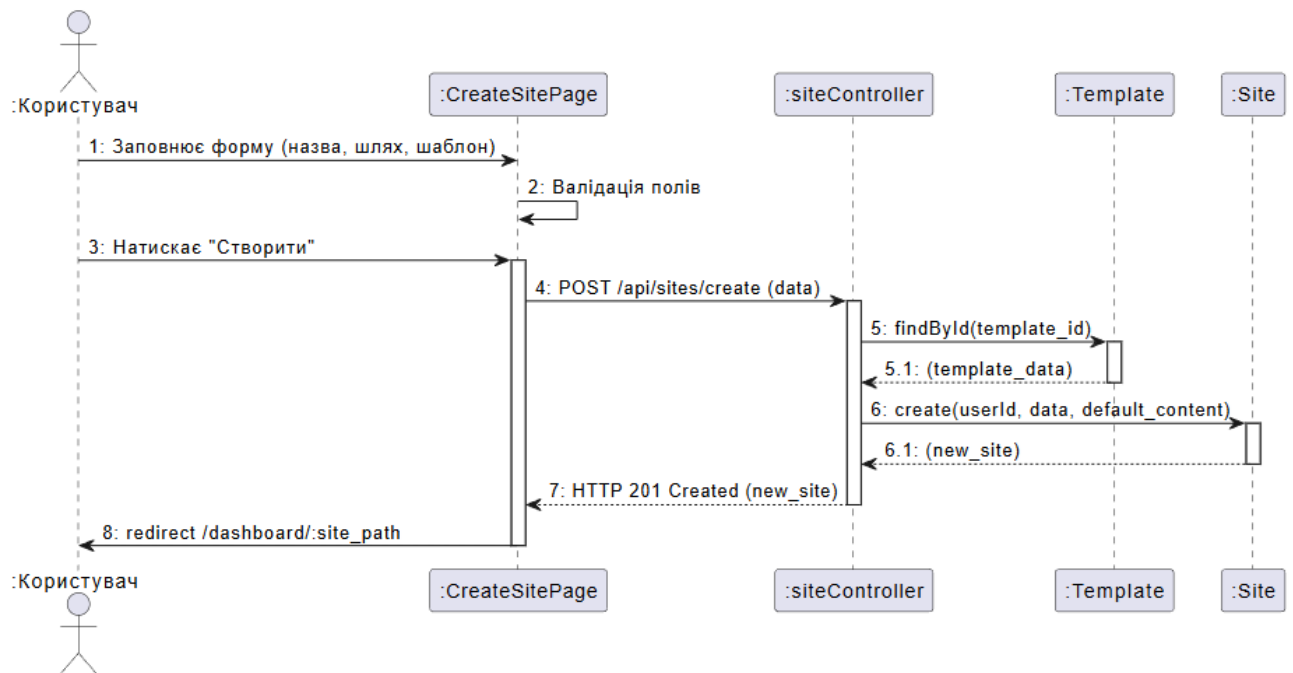 :Користувач
:CreateSitePage
:siteController
:Template
:Site
1: Заповнює форму (назва, шлях, шаблон)
2: Валідація полів
3: Натискає "Створити"
4: POST /api/sites/create (data)
5: findById(template_id)
5.1: (template_data)
6: create(userId, data, default_content)
6.1: (new_site)
7: HTTP 201 Created (new_site)
8: redirect /dashboard/:site_path
:Користувач
:CreateSitePage
:siteController
:Template
:Site